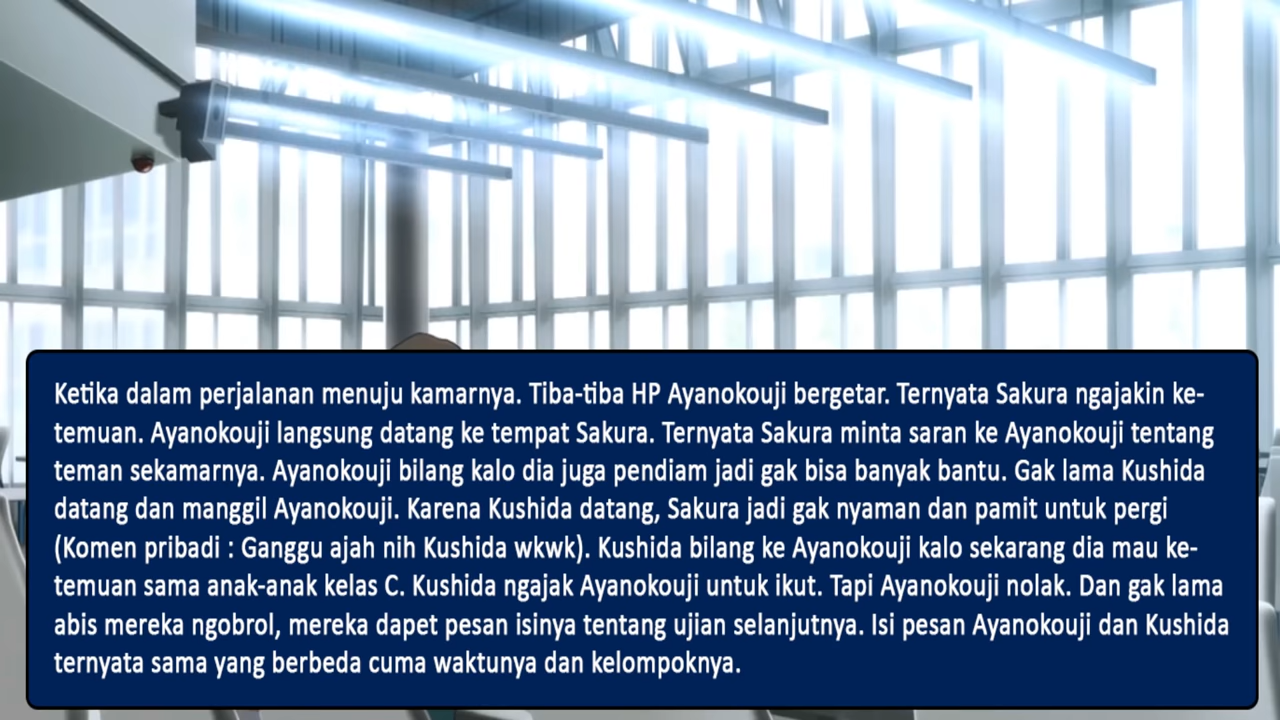 Ketika dalam perjalanan menuju kamarnya. Tiba-tiba HP Ayanokouji bergetar. Ternyata Sakura ngajakin ke-
temuan. Ayanokouji langsung datang ke tempat Sakura. Ternyata Sakura minta saran ke Ayanokouji tentang
teman sekamarnya. Ayanokouji bilang kalo dia juga pendiam jadi gak bisa banyak bantu. Gak lama Kushida
datang dan manggil Ayanokouji. Karena Kushida datang, Sakura jadi gak nyaman dan pamit untuk pergi
(Komen pribadi : Ganggu ajah nih Kushida wkwk). Kushida bilang ke Ayanokouji kalo sekarang dia mau ke-
temuan sama anak-anak kelas C. Kushida ngajak Ayanokouji untuk ikut. Tapi Ayanokouji nolak. Dan gak lama
abis mereka ngobrol, mereka dapet pesan isinya tentang ujian selanjutnya. Isi pesan Ayanokouji dan Kushida
ternyata sama yang berbeda cuma waktunya dan kelompoknya.